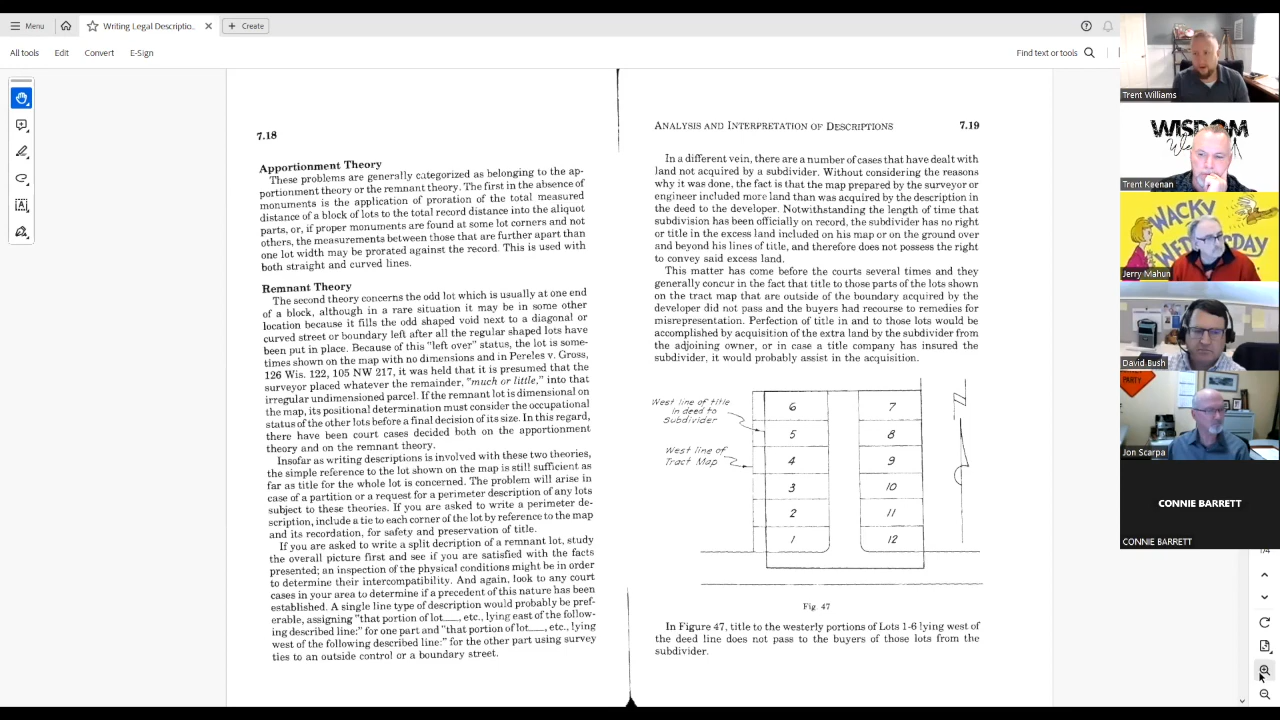 Menu
Writing Legal Descriptio...
Create
All tools
Edit
Convert
E-Sign
Find text or tools
7.18
Apportionment Theory
These problems are generally categorized as belonging to the ap-
portionment theory or the remnant theory. The first in the absence of
monuments is the application of proration of the total measured
distance of a block of lots to the total record distance into the aliquot
parts, or, if proper monuments are found at some lot corners and not
others, the measurements between those that are further apart than
one lot width may be prorated against the record. This is used with
both straight and curved lines.
Remnant Theory
The second theory concerns the odd lot which is usually at one end
of a block, although in a rare situation it may be in some other
location because it fills the odd shaped void next to a diagonal or
curved street or boundary left after all the regular shaped lots have
been put in place. Because of this "left over" status, the lot is some-
times shown on the map with no dimensions and in Pereles v. Gross,
126 Wis. 122, 105 NW 217, it was held that it is presumed that the
surveyor placed whatever the remainder, "much or little," into that
irregular undimensioned parcel. If the remnant lot is dimensional on
the map, its positional determination must consider the occupational
status of the other lots before a final decision of its size. In this regard,
there have been court cases decided both on the apportionment
theory and on the remnant theory.
Insofar as writing descriptions is involved with these two theories,
the simple reference to the lot shown on the map is still sufficient as
far as title for the whole lot is concerned. The problem will arise in
case of a partition or a request for a perimeter description of any lots
subject to these theories. If you are asked to write a perimeter de-
scription, include a tie to each corner of the lot by reference to the map
and its recordation, for safety and preservation of title.
If you are asked to write a split decription of a remnant lot, study
the overall picture first and see if you are satisfied with the facts
presented; an inspection of the physical conditions might be in order
to determine their intercompatibility. And again, look to any court
cases in your area to determine if a precedent of this nature has been
established. A single line type of description would probably be pref-
erable, assigning "that portion of lot___, etc., lying east of the follow-
ing described line:" for one part and "that portion of lot___, etc., lying
west of the following described line:" for the other part using survey
ties to an outside control or a boundary street.
ANALYSIS AND INTERPRETATION OF DESCRIPTIONS 7.19
In a different vein, there are a number of cases that have dealt with
land not acquired by a subdivider. Without considering the reasons
why it was done, the fact is that the map prepared by the surveyor or
engineer included more land than was acquired by the description in
the deed to the developer. Notwithstanding the length of time that
subdivision has been officially on record, the subdivider has no right
or title in the excess land included on his map or on the ground over
and beyond his lines of title, and therefore does not possess the right
to convey said excess land.
This matter has come before the courts several times and they
generally concur in the fact that title to those parts of the lots shown
on the tract map that are outside of the boundary acquired by the
developer did not pass and the buyers had recourse to remedies for
misrepresentation. Perfection of title in and to those lots would be
accomplished by acquisition of the extra land by the subdivider from
the adjoining owner, or in case a title company has insured the
subdivider, it would probably assist in the acquisition.
West line of title
in deed to
Subdivider
West line of
Tract Map
6 7
5 8
4 9
3 10
2 11
1 12
Fig 47
In Figure 47, title to the westerly portions of Lots 1-6 lying west of
the deed line does not pass to the buyers of those lots from the
subdivider.
Trent Williams
WISDOM
Trent Keenan
WACKY
WEDNESDAY
Jerry Mahun
David Bush
PARTY
Jon Scarpa
CONNIE BARRETT
CONNIE BARRETT